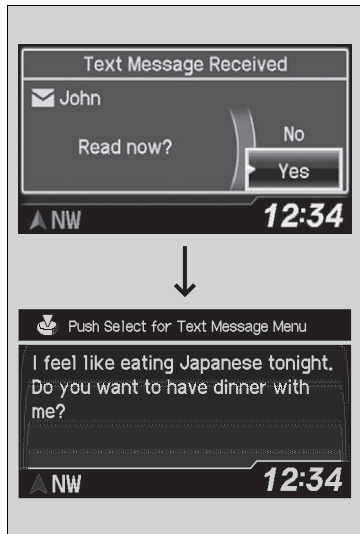 Text Message Received
John
Read now?
No
Yes
NW
12:34
Push Select for Text Message Menu
I feel like eating Japanese tonight.
Do you want to have dinner with
me?
NW
12:34